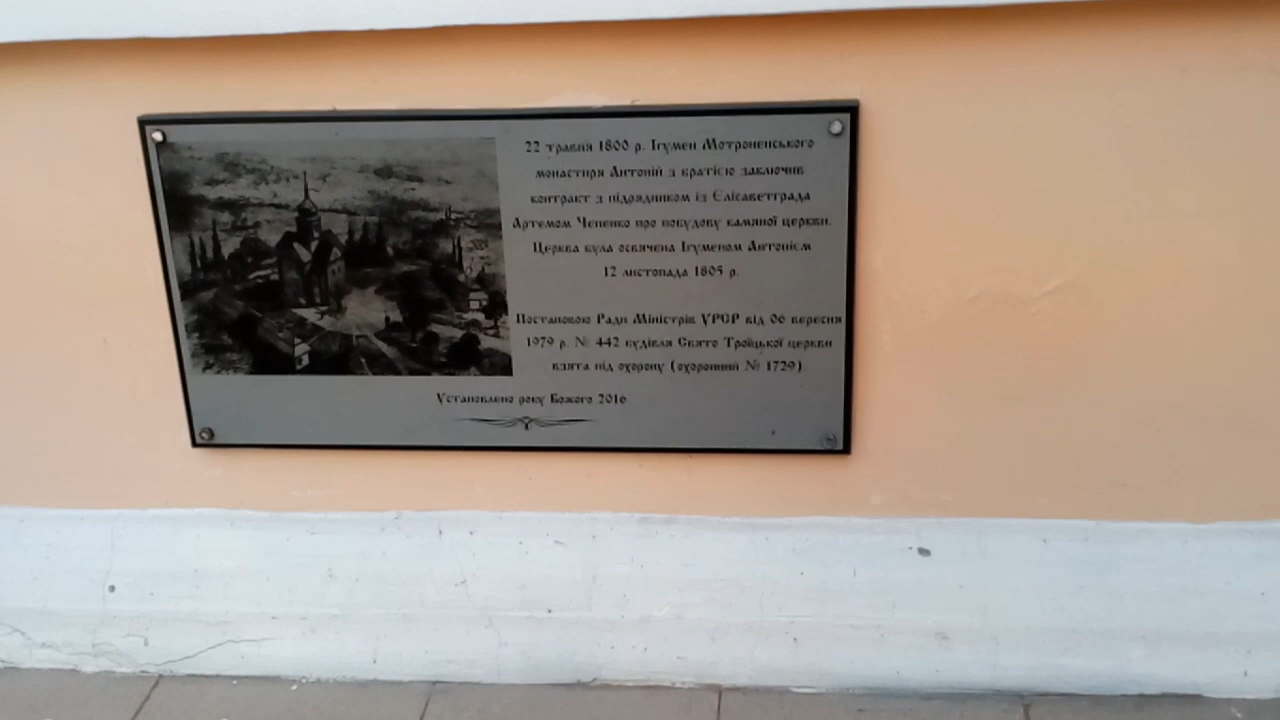 22 травня 1800 р. Ігумен Мотроненського
монастиря Антоній з братією заключив
контракт з підрядчиком із Єлісаветграда
Артемом Чепенко про побудову камяної церкви.
Церква була освячена Ігуменом Антонієм
12 листопада 1805 р.
Постановою Ради Міністрів УРСР від 06 вересня
1979 р. № 442 будівля Свято Троїцької церкви
взята під охорону (охоронний № 1729)
Установлено року Божого 2016